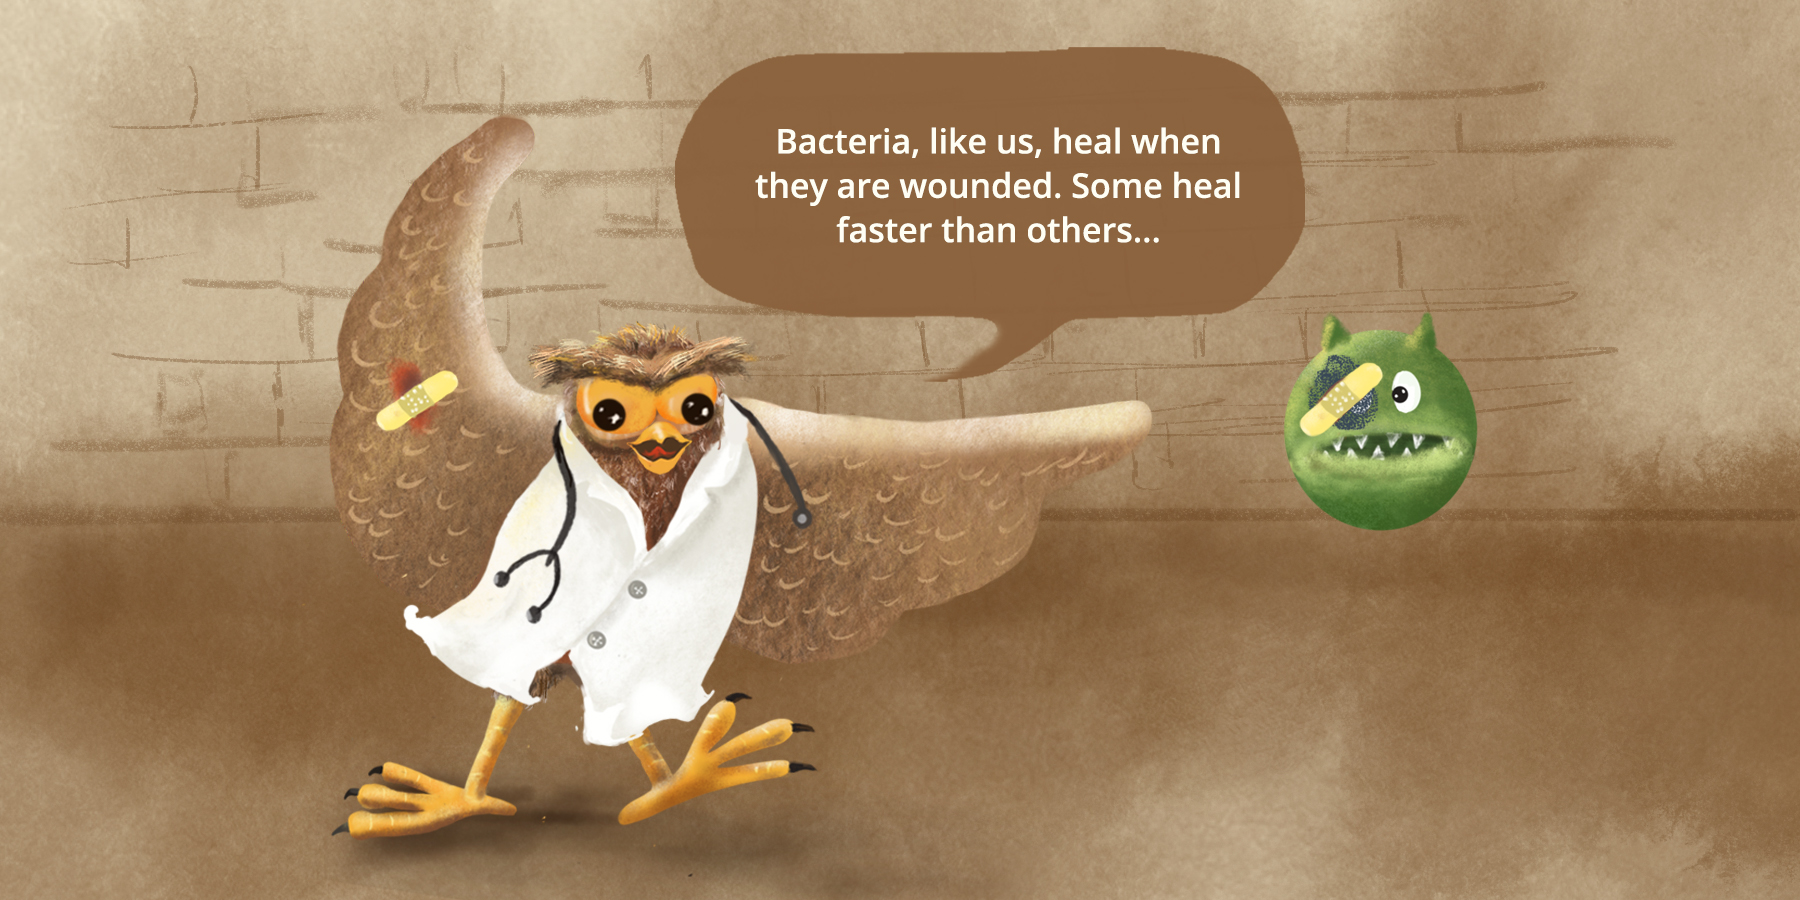 Bacteria, like us, heal when
they are wounded. Some heal
faster than others...